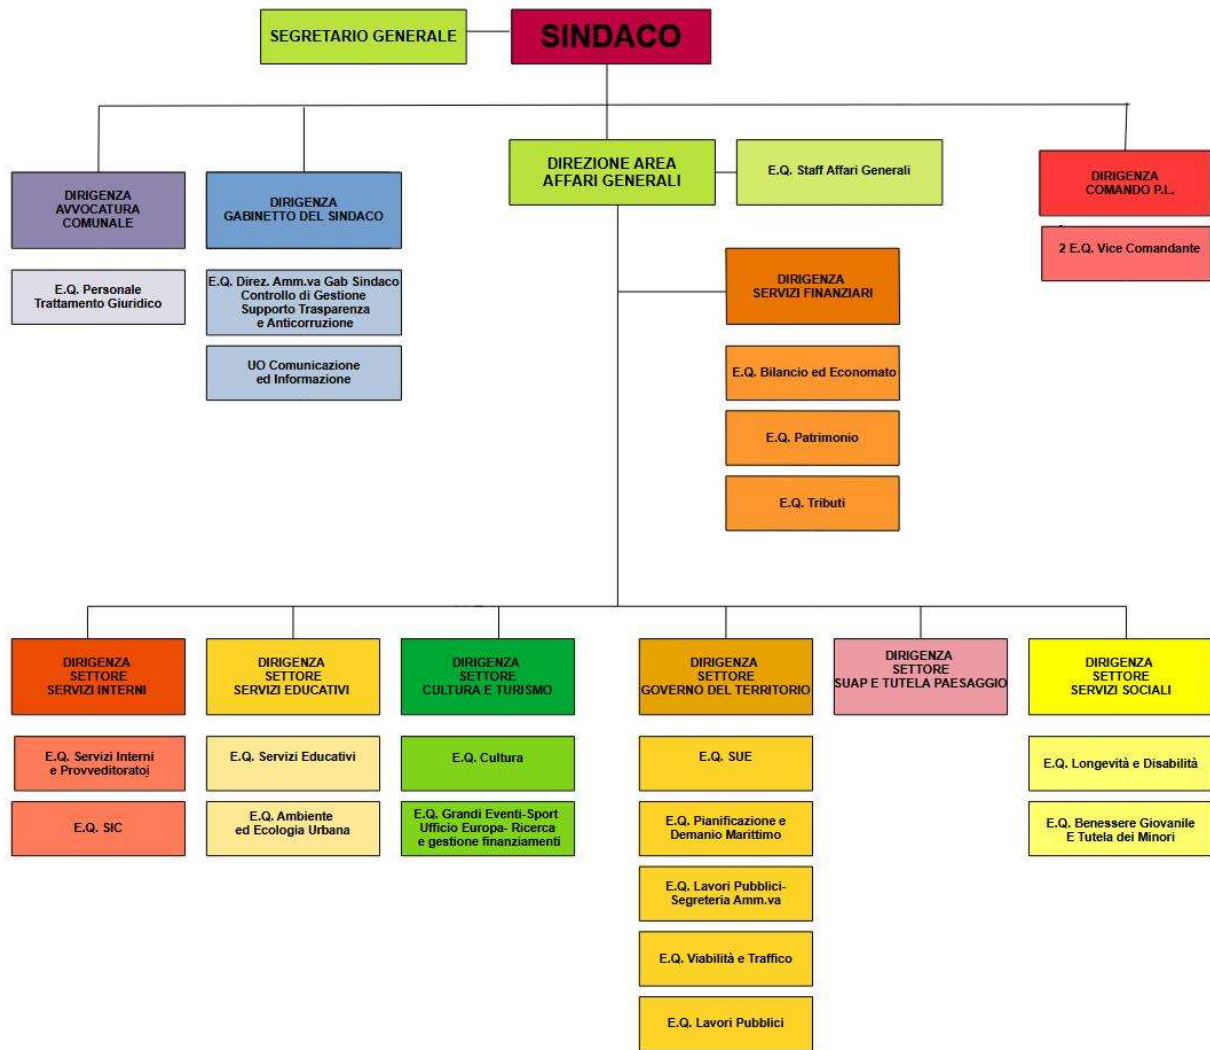 SEGRETARIO GENERALE
SINDACO
DIRIGENZA
AVVOCATURA
COMUNALE
E.Q. Personale
Trattamento Giuridico
DIRIGENZA
GABINETTO DEL SINDACO
E.Q. Direz. Amm.va Gab Sindaco
Controllo di Gestione
Supporto Trasparenza
e Anticorruzione
UO Comunicazione
ed Informazione
DIREZIONE AREA
AFFARI GENERALI
E.Q. Staff Affari Generali
DIRIGENZA
COMANDO P.L.
2 E.Q. Vice Comandante
DIRIGENZA
SERVIZI FINANZIARI
E.Q. Bilancio ed Economato
E.Q. Patrimonio
E.Q. Tributi
DIRIGENZA
SETTORE
SERVIZI INTERNI
E.Q. Servizi Interni
e Provveditorato
E.Q. SIC
DIRIGENZA
SETTORE
SERVIZI EDUCATIVI
E.Q. Servizi Educativi
E.Q. Ambiente
ed Ecologia Urbana
DIRIGENZA
SETTORE
CULTURA E TURISMO
E.Q. Cultura
E.Q. Grandi Eventi-Sport
Ufficio Europa- Ricerca
e gestione finanziamenti
DIRIGENZA
SETTORE
GOVERNO DEL TERRITORIO
E.Q. SUE
E.Q. Pianificazione e
Demanio Marittimo
E.Q. Lavori Pubblici-
Segreteria Amm.va
E.Q. Viabilità e Traffico
E.Q. Lavori Pubblici
DIRIGENZA
SETTORE
SUAP E TUTELA PAESAGGIO
DIRIGENZA
SETTORE
SERVIZI SOCIALI
E.Q. Longevità e Disabilità
E.Q. Benessere Giovanile
E Tutela dei Minori